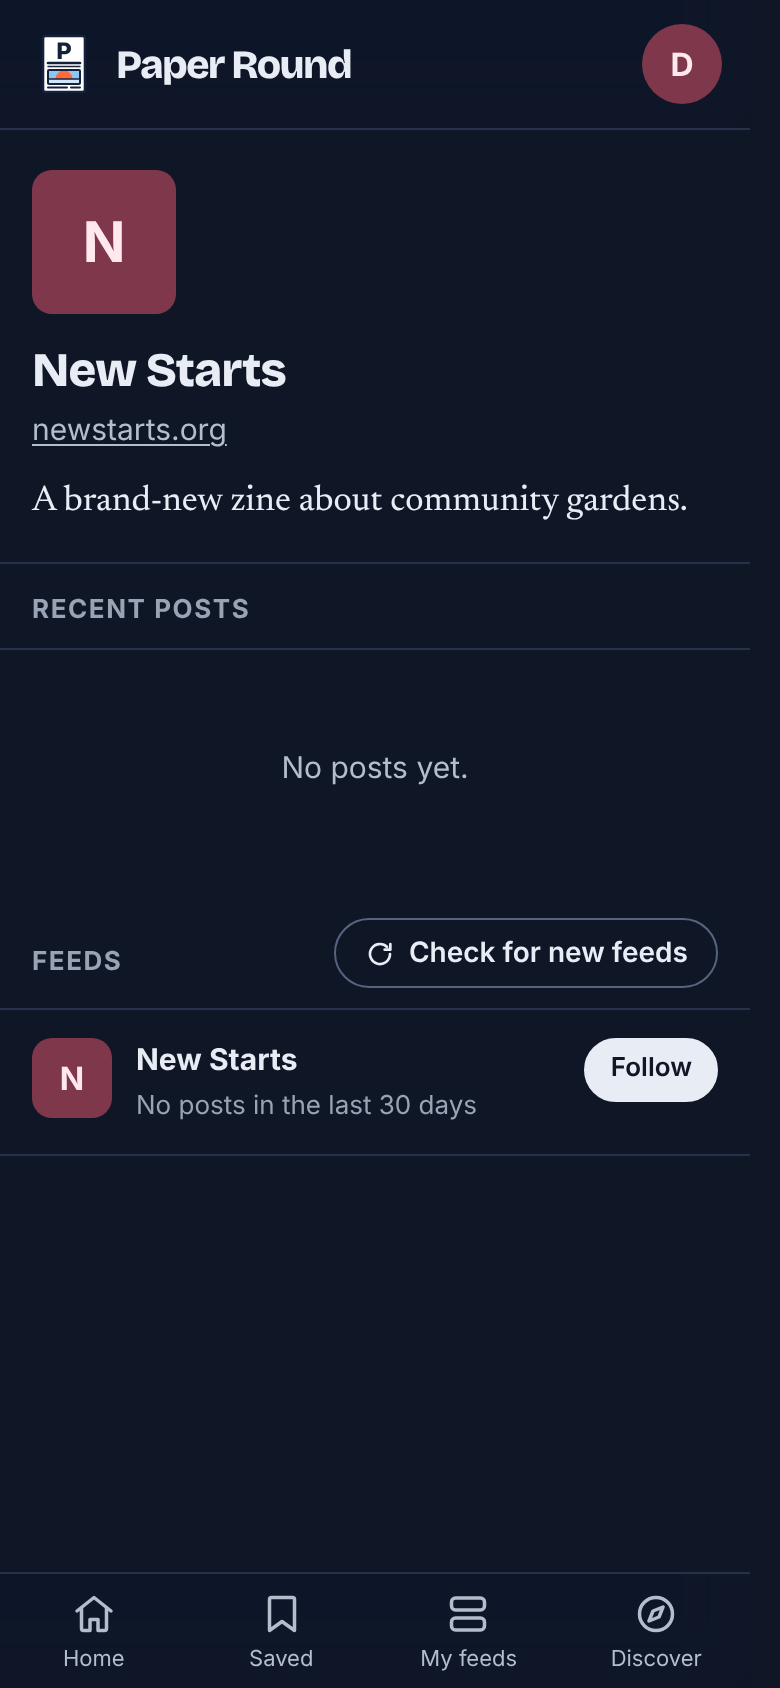 P
Paper Round
D
N
New Starts
newstarts.org
A brand-new zine about community gardens.
RECENT POSTS
No posts yet.
FEEDS
Check for new feeds
N
New Starts
Follow
No posts in the last 30 days
Home
Saved
My feeds
Discover